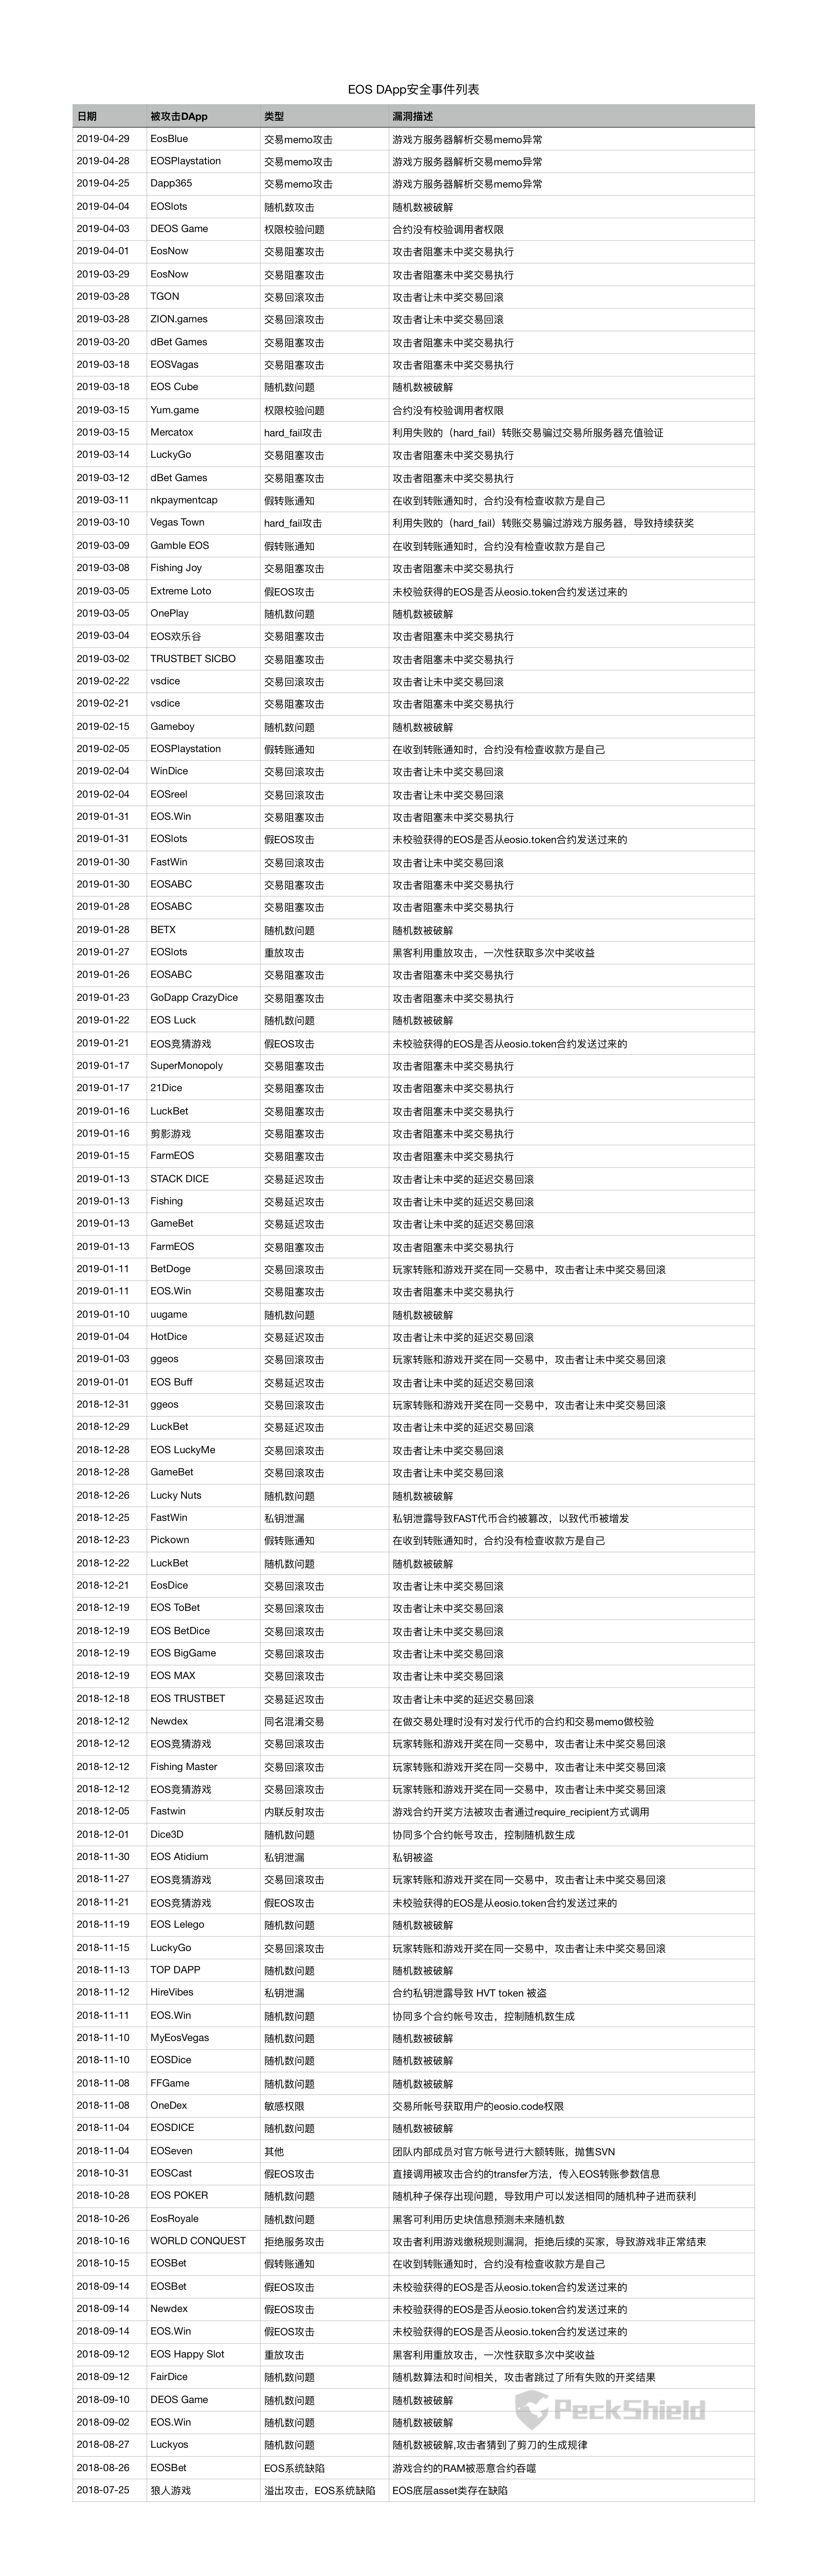 EOS DApp安全事件列表
日期 被攻击DApp 类型 漏洞描述
2019-04-29 EosBlue 交易memo攻击 游戏方服务器解析交易memo异常
2019-04-28 EOSPlaystation 交易memo攻击 游戏方服务器解析交易memo异常
2019-04-25 Dapp365 交易memo攻击 游戏方服务器解析交易memo异常
2019-04-04 EOSlots 随机数攻击 随机数被破解
2019-04-03 DEOS Game 权限校验问题 合约没有校验调用者权限
2019-04-01 EosNow 交易阻塞攻击 攻击者阻塞未中奖交易执行
2019-03-29 EosNow 交易阻塞攻击 攻击者阻塞未中奖交易执行
2019-03-28 TGON 交易回滚攻击 攻击者让未中奖交易回滚
2019-03-28 ZION.games 交易回滚攻击 攻击者让未中奖交易回滚
2019-03-20 dBet Games 交易阻塞攻击 攻击者阻塞未中奖交易执行
2019-03-18 EOSVagas 交易阻塞攻击 攻击者阻塞未中奖交易执行
2019-03-18 EOS Cube 随机数问题 随机数被破解
2019-03-15 Yum.game 权限校验问题 合约没有校验调用者权限
2019-03-15 Mercatox hard_fail攻击 利用失败的（hard_fail）转账交易骗过交易所服务器充值验证
2019-03-14 LuckyGo 交易阻塞攻击 攻击者阻塞未中奖交易执行
2019-03-12 dBet Games 交易阻塞攻击 攻击者阻塞未中奖交易执行
2019-03-11 nkpaymentcap 假转账通知 在收到转账通知时，合约没有检查收款方是自己
2019-03-10 Vegas Town hard_fail攻击 利用失败的（hard_fail）转账交易骗过游戏方服务器，导致持续获奖
2019-03-09 Gamble EOS 假转账通知 在收到转账通知时，合约没有检查收款方是自己
2019-03-08 Fishing Joy 交易阻塞攻击 攻击者阻塞未中奖交易执行
2019-03-05 Extreme Loto 假EOS攻击 未校验获得的EOS是否从eosio.token合约发送过来的
2019-03-05 OnePlay 随机数问题 随机数被破解
2019-03-04 EOS欢乐谷 交易阻塞攻击 攻击者阻塞未中奖交易执行
2019-03-02 TRUSTBET SICBO 交易阻塞攻击 攻击者阻塞未中奖交易执行
2019-02-22 vsdice 交易回滚攻击 攻击者让未中奖交易回滚
2019-02-21 vsdice 交易阻塞攻击 攻击者阻塞未中奖交易执行
2019-02-15 Gameboy 随机数问题 随机数被破解
2019-02-05 EOSPlaystation 假转账通知 在收到转账通知时，合约没有检查收款方是自己
2019-02-04 WinDice 交易回滚攻击 攻击者让未中奖交易回滚
2019-02-04 EOSreel 交易回滚攻击 攻击者让未中奖交易回滚
2019-01-31 EOS.Win 交易阻塞攻击 攻击者阻塞未中奖交易执行
2019-01-31 EOSlots 假EOS攻击 未校验获得的EOS是否从eosio.token合约发送过来的
2019-01-30 FastWin 交易回滚攻击 攻击者让未中奖交易回滚
2019-01-30 EOSABC 交易阻塞攻击 攻击者阻塞未中奖交易执行
2019-01-28 EOSABC 交易阻塞攻击 攻击者阻塞未中奖交易执行
2019-01-28 BETX 随机数问题 随机数被破解
2019-01-27 EOSlots 重放攻击 黑客利用重放攻击，一次性获取多次中奖收益
2019-01-26 EOSABC 交易阻塞攻击 攻击者阻塞未中奖交易执行
2019-01-23 GoDapp CrazyDice 交易阻塞攻击 攻击者阻塞未中奖交易执行
2019-01-22 EOS Luck 随机数问题 随机数被破解
2019-01-21 EOS竞猜游戏 假EOS攻击 未校验获得的EOS是否从eosio.token合约发送过来的
2019-01-17 SuperMonopoly 交易阻塞攻击 攻击者阻塞未中奖交易执行
2019-01-17 21Dice 交易阻塞攻击 攻击者阻塞未中奖交易执行
2019-01-16 LuckBet 交易阻塞攻击 攻击者阻塞未中奖交易执行
2019-01-16 剪影游戏 交易阻塞攻击 攻击者阻塞未中奖交易执行
2019-01-15 FarmEOS 交易阻塞攻击 攻击者阻塞未中奖交易执行
2019-01-13 STACK DICE 交易延迟攻击 攻击者让未中奖的延迟交易回滚
2019-01-13 Fishing 交易延迟攻击 攻击者让未中奖的延迟交易回滚
2019-01-13 GameBet 交易延迟攻击 攻击者让未中奖的延迟交易回滚
2019-01-13 FarmEOS 交易阻塞攻击 攻击者阻塞未中奖交易执行
2019-01-11 BetDoge 交易回滚攻击 玩家转账和游戏开奖在同一交易中，攻击者让未中奖交易回滚
2019-01-11 EOS.Win 交易阻塞攻击 攻击者阻塞未中奖交易执行
2019-01-10 uugame 随机数问题 随机数被破解
2019-01-04 HotDice 交易延迟攻击 攻击者让未中奖的延迟交易回滚
2019-01-03 ggeos 交易回滚攻击 玩家转账和游戏开奖在同一交易中，攻击者让未中奖交易回滚
2019-01-01 EOS Buff 交易延迟攻击 攻击者让未中奖的延迟交易回滚
2018-12-31 ggeos 交易回滚攻击 玩家转账和游戏开奖在同一交易中，攻击者让未中奖交易回滚
2018-12-29 LuckBet 交易延迟攻击 攻击者让未中奖的延迟交易回滚
2018-12-28 EOS LuckyMe 交易回滚攻击 攻击者让未中奖交易回滚
2018-12-28 GameBet 交易回滚攻击 攻击者让未中奖交易回滚
2018-12-26 Lucky Nuts 随机数问题 随机数被破解
2018-12-25 FastWin 私钥泄漏 私钥泄露导致FAST代币合约被篡改，以致代币被增发
2018-12-23 Pickown 假转账通知 在收到转账通知时，合约没有检查收款方是自己
2018-12-22 LuckBet 随机数问题 随机数被破解
2018-12-21 EosDice 交易回滚攻击 攻击者让未中奖交易回滚
2018-12-19 EOS ToBet 交易回滚攻击 攻击者让未中奖交易回滚
2018-12-19 EOS BetDice 交易回滚攻击 攻击者让未中奖交易回滚
2018-12-19 EOS BigGame 交易回滚攻击 攻击者让未中奖交易回滚
2018-12-19 EOS MAX 交易回滚攻击 攻击者让未中奖交易回滚
2018-12-18 EOS TRUSTBET 交易延迟攻击 攻击者让未中奖的延迟交易回滚
2018-12-12 Newdex 同名混淆交易 在做交易处理时没有对发行代币的合约和交易memo做校验
2018-12-12 EOS竞猜游戏 交易回滚攻击 玩家转账和游戏开奖在同一交易中，攻击者让未中奖交易回滚
2018-12-12 Fishing Master 交易回滚攻击 玩家转账和游戏开奖在同一交易中，攻击者让未中奖交易回滚
2018-12-12 EOS竞猜游戏 交易回滚攻击 玩家转账和游戏开奖在同一交易中，攻击者让未中奖交易回滚
2018-12-05 Fastwin 内联反射攻击 游戏合约开奖方法被攻击者通过require_recipient方式调用
2018-12-01 Dice3D 随机数问题 协同多个合约帐号攻击，控制随机数生成
2018-11-30 EOS Atidium 私钥泄漏 私钥被盗
2018-11-27 EOS竞猜游戏 交易回滚攻击 玩家转账和游戏开奖在同一交易中，攻击者让未中奖交易回滚
2018-11-21 EOS竞猜游戏 假EOS攻击 未校验获得的EOS是从eosio.token合约发送过来的
2018-11-19 EOS Lelego 随机数问题 随机数被破解
2018-11-15 LuckyGo 交易回滚攻击 玩家转账和游戏开奖在同一交易中，攻击者让未中奖交易回滚
2018-11-13 TOP DAPP 随机数问题 随机数被破解
2018-11-12 HireVibes 私钥泄漏 合约私钥泄露导致 HVT token 被盗
2018-11-11 EOS.Win 随机数问题 协同多个合约帐号攻击，控制随机数生成
2018-11-10 MyEosVegas 随机数问题 随机数被破解
2018-11-10 EOSDice 随机数问题 随机数被破解
2018-11-08 FFGame 随机数问题 随机数被破解
2018-11-08 OneDex 敏感权限 交易所帐号获取用户的eosio.code权限
2018-11-04 EOSDICE 随机数问题 随机数被破解
2018-11-04 EOSeven 其他 团队内部成员对官方帐号进行大额转账，抛售SVN
2018-10-31 EOSCast 假EOS攻击 直接调用被攻击合约的transfer方法，传入EOS转账参数信息
2018-10-28 EOS POKER 随机数问题 随机种子保存出现问题，导致用户可以发送相同的随机种子进而获利
2018-10-26 EosRoyale 随机数问题 黑客可利用历史块信息预测未来随机数
2018-10-16 WORLD CONQUEST 拒绝服务攻击 攻击者利用游戏缴税规则漏洞，拒绝后续的买家，导致游戏非正常结束
2018-10-15 EOSBet 假转账通知 在收到转账通知时，合约没有检查收款方是自己
2018-09-14 EOSBet 假EOS攻击 未校验获得的EOS是否从eosio.token合约发送过来的
2018-09-14 Newdex 假EOS攻击 未校验获得的EOS是否从eosio.token合约发送过来的
2018-09-14 EOS.Win 假EOS攻击 未校验获得的EOS是否从eosio.token合约发送过来的
2018-09-12 EOS Happy Slot 重放攻击 黑客利用重放攻击，一次性获取多次中奖收益
2018-09-12 FairDice 随机数问题 随机数算法和时间相关，攻击者跳过了所有失败的开奖结果
2018-09-10 DEOS Game 随机数问题 随机数被破解
PeckShield
2018-09-02 EOS.Win 随机数问题 随机数被破解
2018-08-27 Luckyos 随机数问题 随机数被破解,攻击者猜到了剪刀的生成规律
2018-08-26 EOSBet EOS系统缺陷 游戏合约的RAM被恶意合约吞噬
2018-07-25 狼人游戏 溢出攻击，EOS系统缺陷 EOS底层asset类存在缺陷